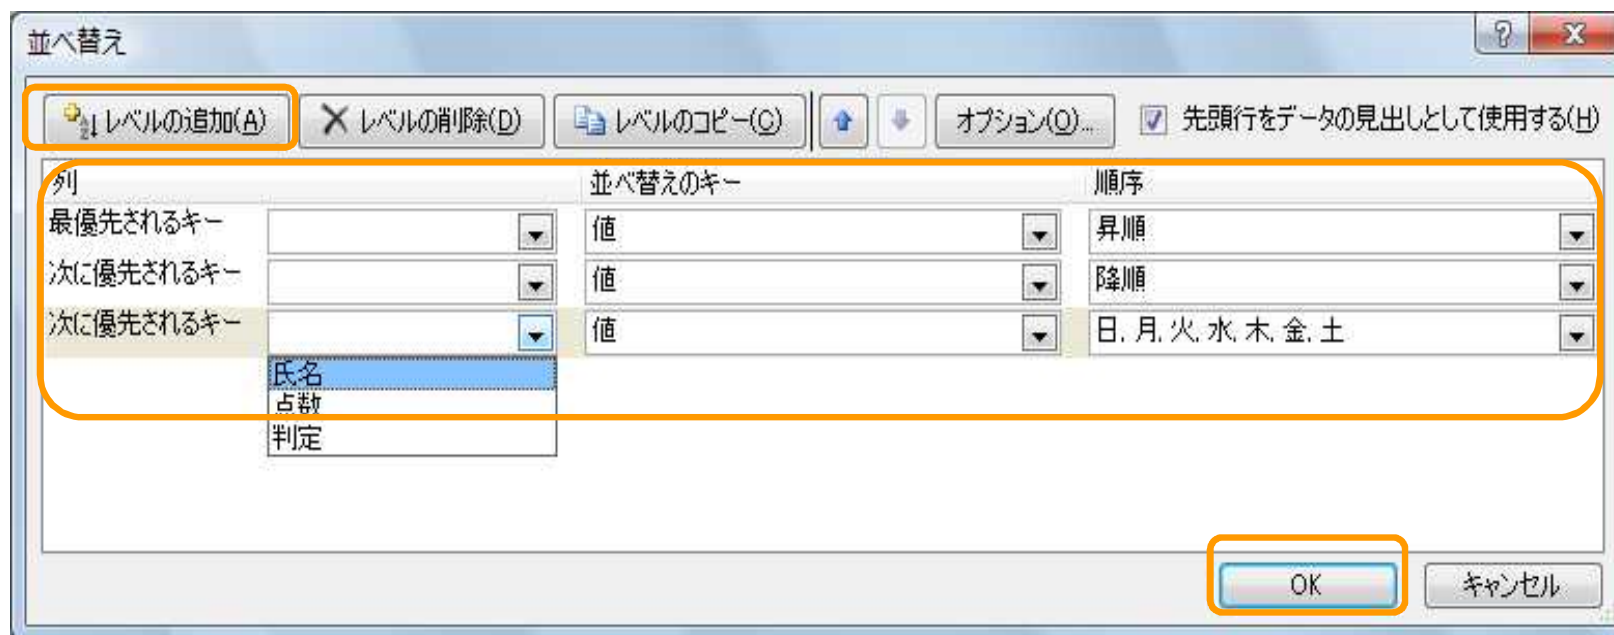 並べ替え
レベルの追加(A) レベルの削除(D) レベルのコピー(C) オプション(O)... 先頭行をデータの見出しとして使用する(H)
列 並べ替えのキー 順序
最優先されるキー 値 昇順
次に優先されるキー 値 降順
次に優先されるキー 値 日, 月, 火, 水, 木, 金, 土
氏名
点数
判定
OK キャンセル